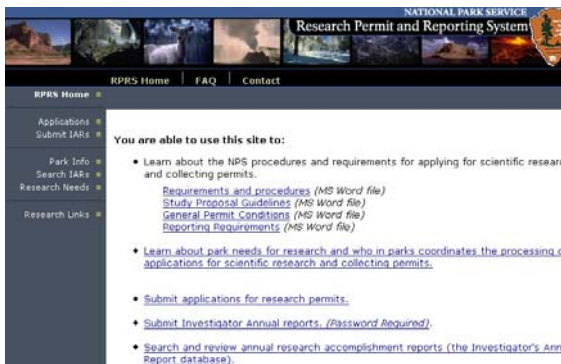 NATIONAL PARK SERVICE
Research Permit and Reporting System
RPRS Home FAQ Contact
RPRS Home
Applications
Submit IARs
Park Info
Search IARs
Research Needs
Research Links
You are able to use this site to:
Learn about the NPS procedures and requirements for applying for scientific
and collecting permits.
Requirements and procedures (MS Word file)
Study Proposal Guidelines (MS Word file)
General Permit Conditions (MS Word file)
Reporting Requirements (MS Word file)
Learn about park needs for research and who in parks coordinates the processing
applications for scientific research and collecting permits.
Submit applications for research permits.
Submit Investigator Annual reports. (Password Required).
Search and review annual research accomplishment reports (the Investigator's
Report database).